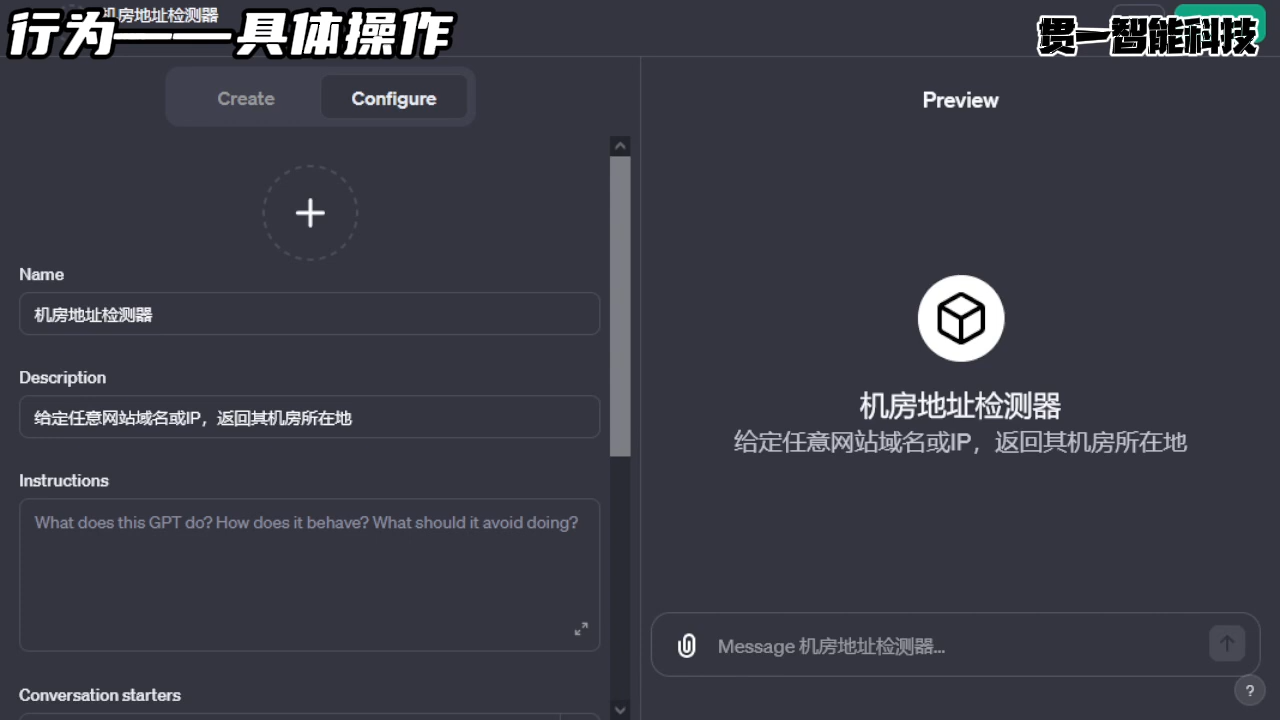 机房地址检测器
行为——具体操作
贯一智能科技
Create
Configure
Preview
Name
机房地址检测器
Description
给定任意网站域名或IP，返回其机房所在地
Instructions
What does this GPT do? How does it behave? What should it avoid doing?
Conversation starters
机房地址检测器
给定任意网站域名或IP，返回其机房所在地
Message 机房地址检测器...
?